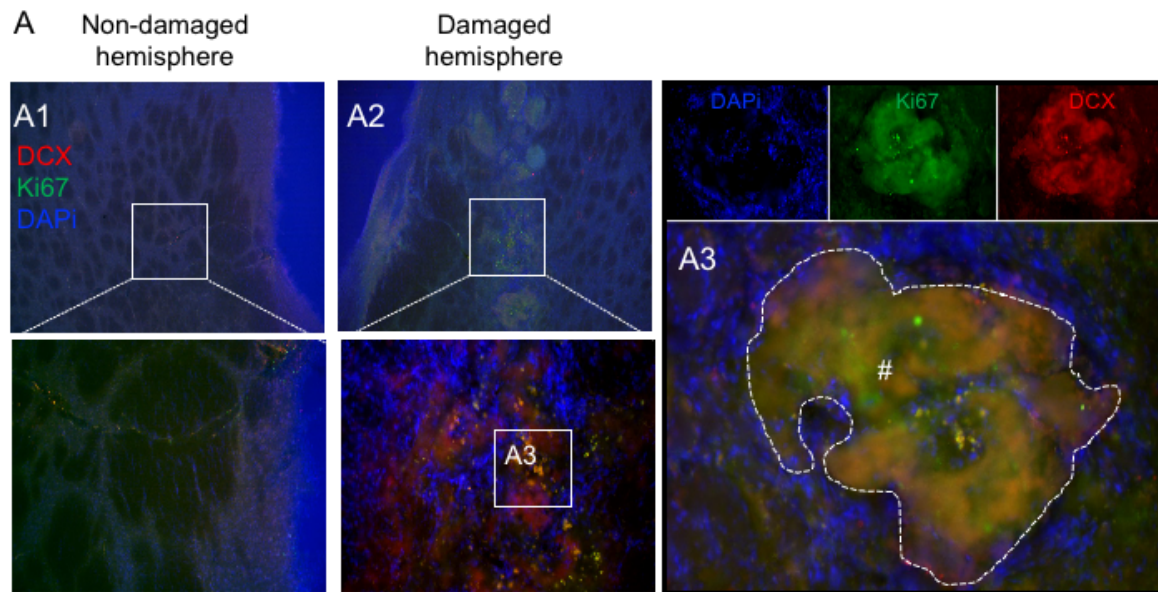 A
Non-damaged
hemisphere
Damaged
hemisphere
A1
DCX
Ki67
DAPi
A2
DAPi
Ki67
DCX
A3
#
A3